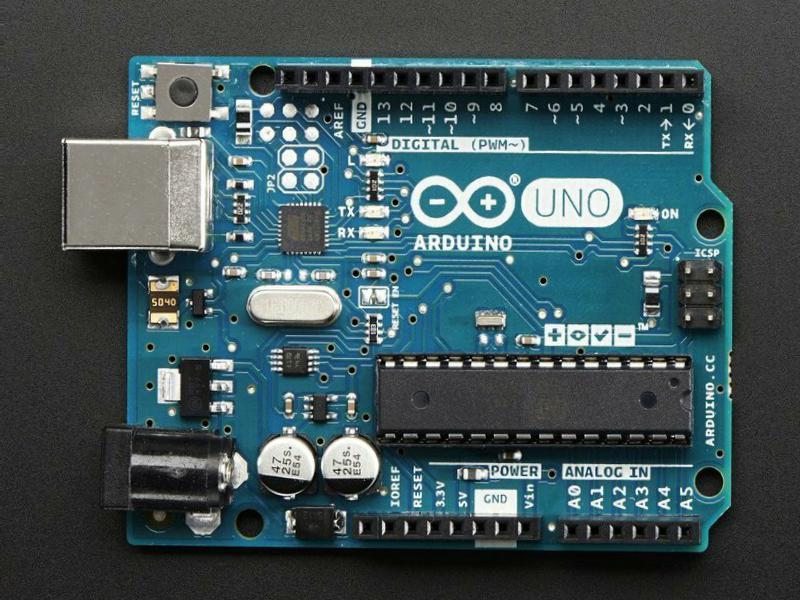 RESET
AREF
GND
13
12
~11
~10
~9
8
7
~6
~5
4
~3
2
TX→1
RX←0
DIGITAL (PWM~)
JP2
L
TX
RX
®
UNO
ON
ARDUINO
ICSP
RESET EN
5040
TM
ARDUINO.CC
47
25s.
E54
47
25s.
E54
POWER
ANALOG IN
IOREF
RESET
3.3V
5V
GND
Vin
A0
A1
A2
A3
A4
A5